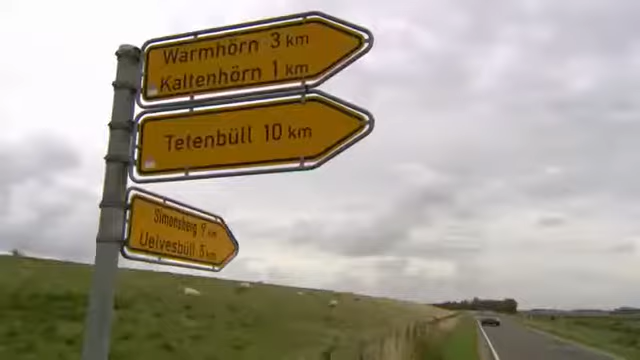 Warmhörn 3 km
Kaltenhörn 1 km
Tetenbüll 10 km
Simonsberg 9 km
Uelvesbüll 5 km